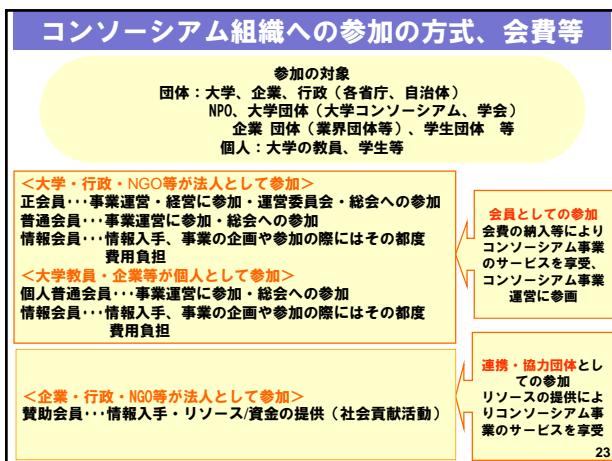 コンソーシアム組織への参加の方式、会費等
参加の対象
団体：大学、企業、行政（各省庁、自治体）
NPO、大学団体（大学コンソーシアム、学会）
企業 団体（業界団体等）、学生団体　等
個人：大学の教員、学生等
＜大学・行政・NGO等が法人として参加＞
正会員･･･事業運営・経営に参加・運営委員会・総会への参加
普通会員･･･事業運営に参加・総会への参加
情報会員･･･情報入手、事業の企画や参加の際にはその都度
費用負担
＜大学教員・企業等が個人として参加＞
個人普通会員･･･事業運営に参加・総会への参加
情報会員･･･情報入手、事業の企画や参加の際にはその都度
費用負担
会員としての参加
会費の納入等により
コンソーシアム事業
のサービスを享受、
コンソーシアム事業
運営に参画
＜企業・行政・NGO等が法人として参加＞
賛助会員･･･情報入手・リソース/資金の提供（社会貢献活動）
連携・協力団体とし
ての参加
リソースの提供によ
りコンソーシアム事
業のサービスを享受
23